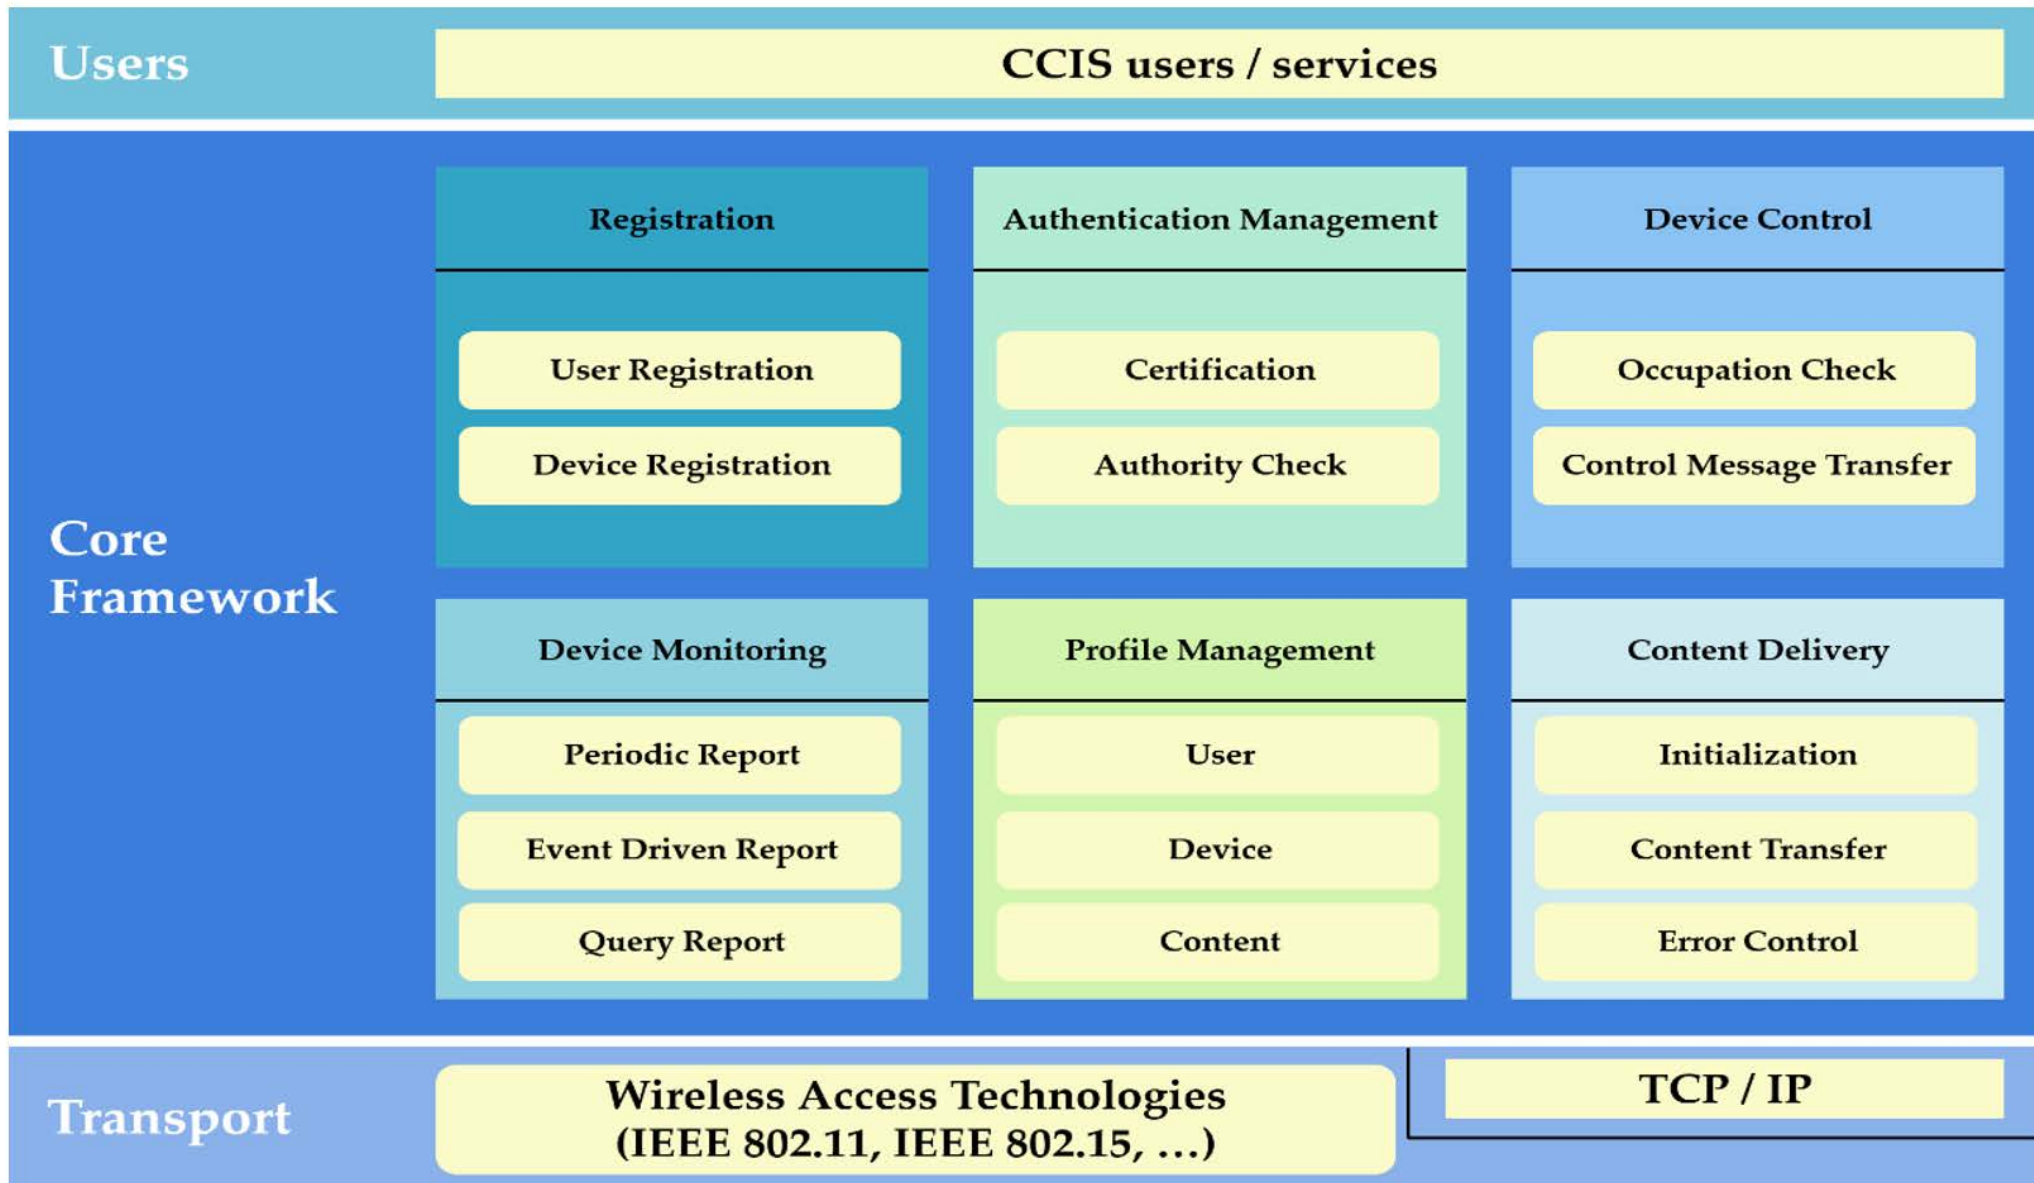 Users
CCIS users / services
Core
Framework
Registration
User Registration
Device Registration
Authentication Management
Certification
Authority Check
Device Control
Occupation Check
Control Message Transfer
Device Monitoring
Periodic Report
Event Driven Report
Query Report
Profile Management
User
Device
Content
Content Delivery
Initialization
Content Transfer
Error Control
Transport
Wireless Access Technologies
(IEEE 802.11, IEEE 802.15, …)
TCP / IP